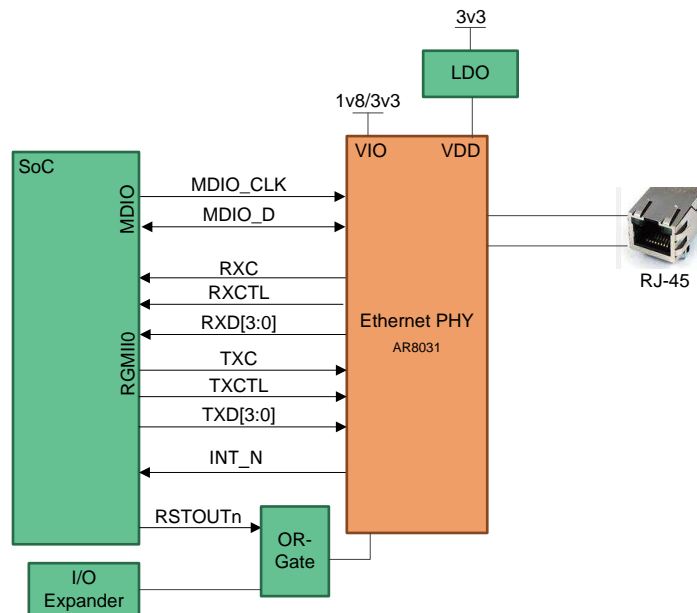 3v3
LDO
1v8/3v3
VIO
VDD
SoC
MDIO
MDIO_CLK
MDIO_D
RXC
RXCTL
RXD[3:0]
RGMII0
TXC
TXCTL
TXD[3:0]
INT_N
RSTOUTn
Ethernet PHY
AR8031
RJ-45
OR-
Gate
I/O
Expander